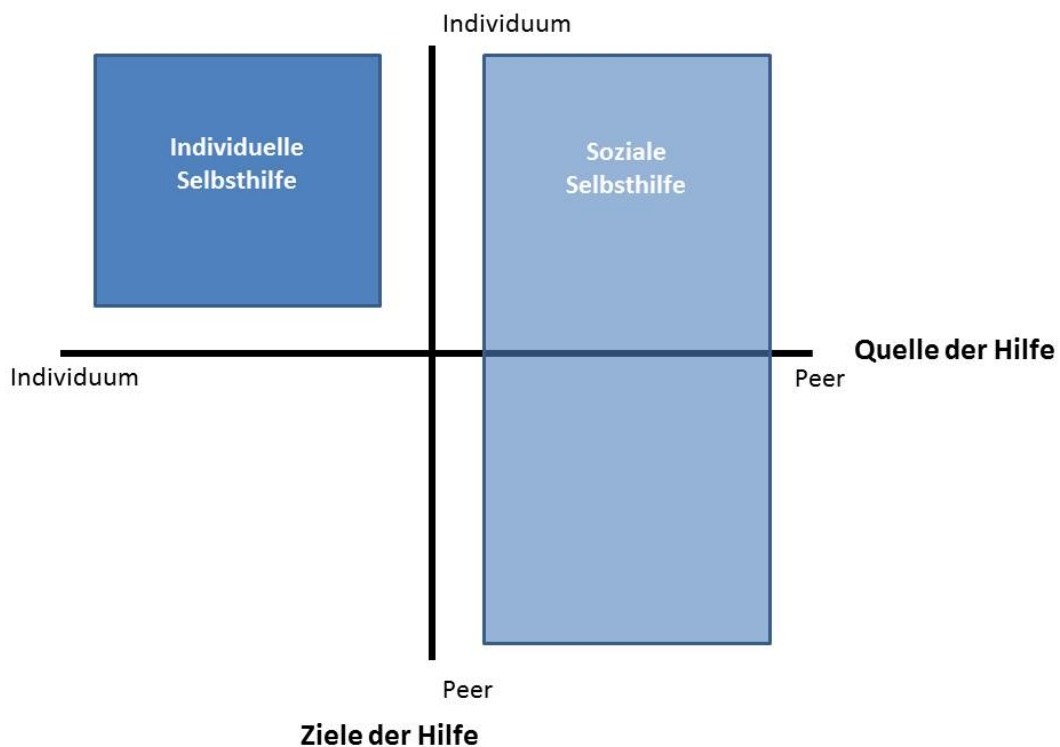 Individuum
Individuelle
Selbsthilfe
Soziale
Selbsthilfe
Quelle der Hilfe
Individuum
Peer
Peer
Ziele der Hilfe